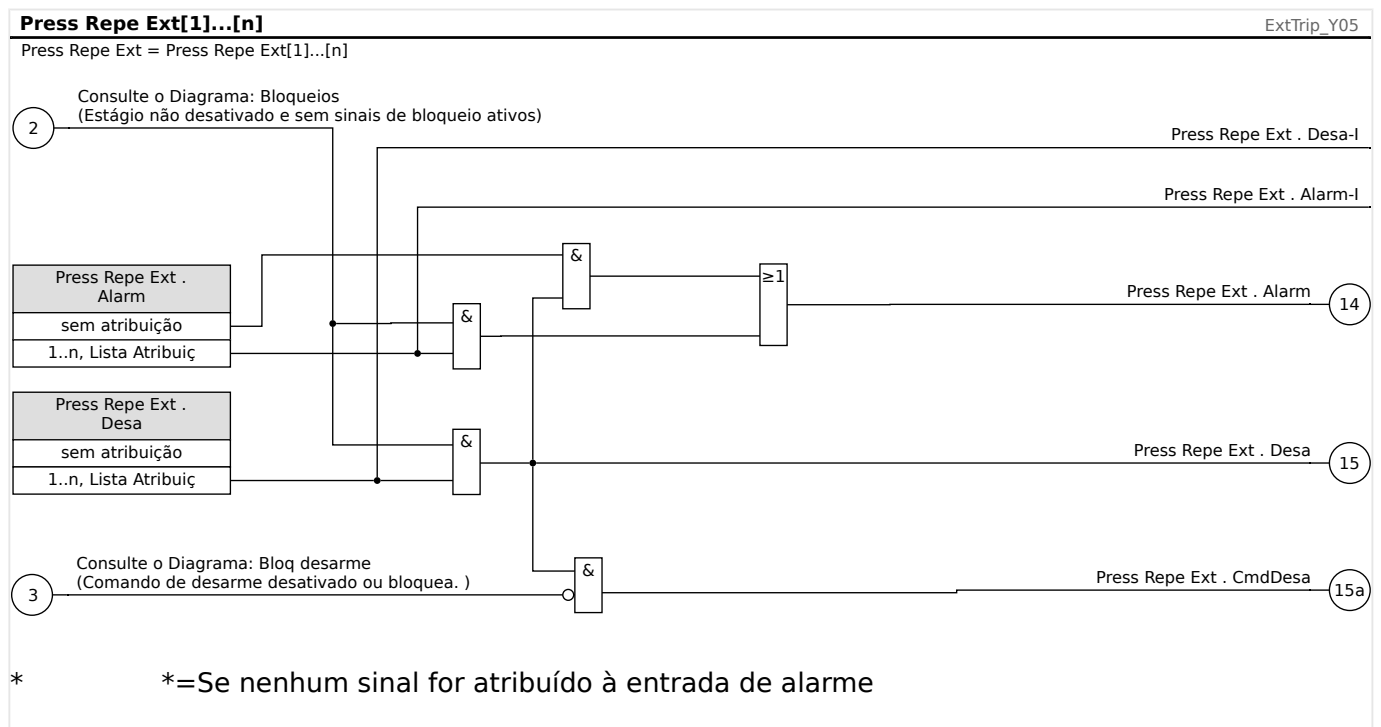 Press Repe Ext[1]...[n]
ExtTrip_Y05
Press Repe Ext = Press Repe Ext[1]...[n]
Consulte o Diagrama: Bloqueios
(Estágio não desativado e sem sinais de bloqueio ativos)
2
Press Repe Ext . Desa-I
Press Repe Ext . Alarm-I
&
Press Repe Ext .
Alarm
sem atribuição
1..n, Lista Atribuiç
&
≥1
Press Repe Ext . Alarm
14
Press Repe Ext .
Desa
sem atribuição
1..n, Lista Atribuiç
&
Press Repe Ext . Desa
15
Consulte o Diagrama: Bloq desarme
(Comando de desarme desativado ou bloquea. )
3
&
Press Repe Ext . CmdDesa
15a
* *=Se nenhum sinal for atribuído à entrada de alarme